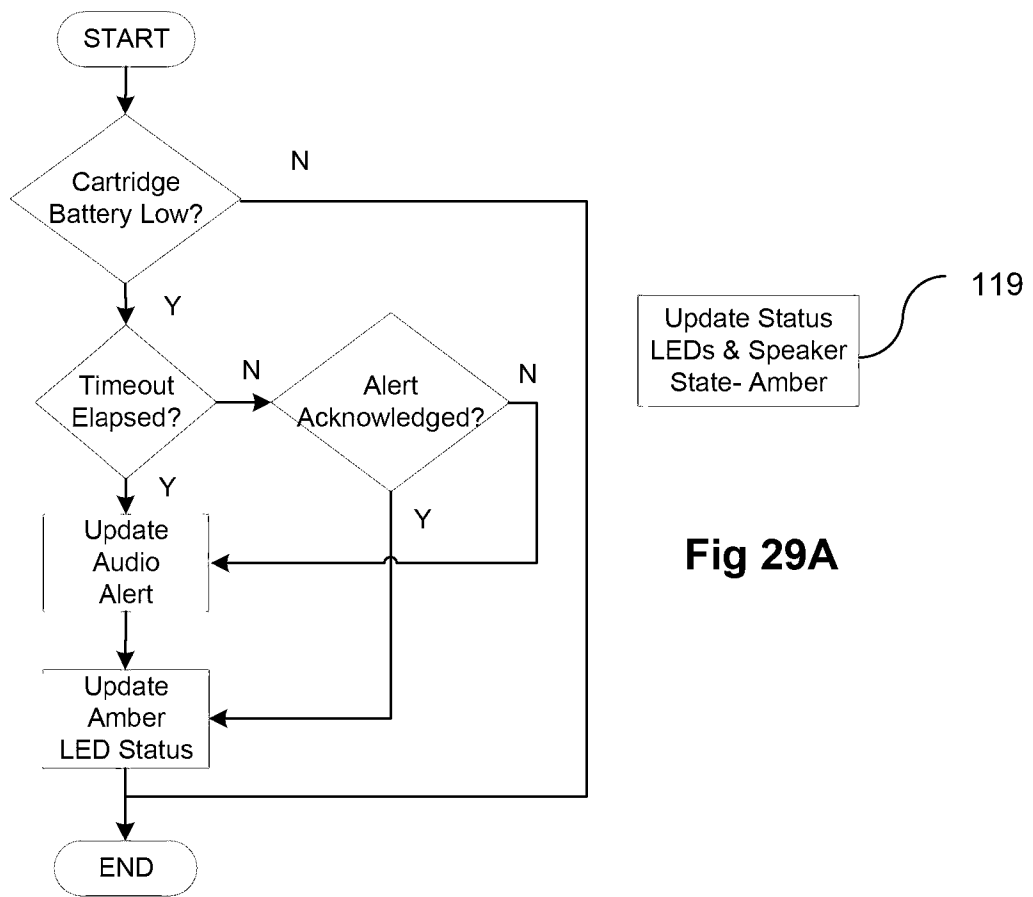 START
N
Cartridge
Battery Low?
Y
119
Update Status
LEDs & Speaker
State- Amber
Timeout
Elapsed?
N
Alert
Acknowledged?
N
Y
Y
Update
Audio
Alert
Fig 29A
Update
Amber
LED Status
END